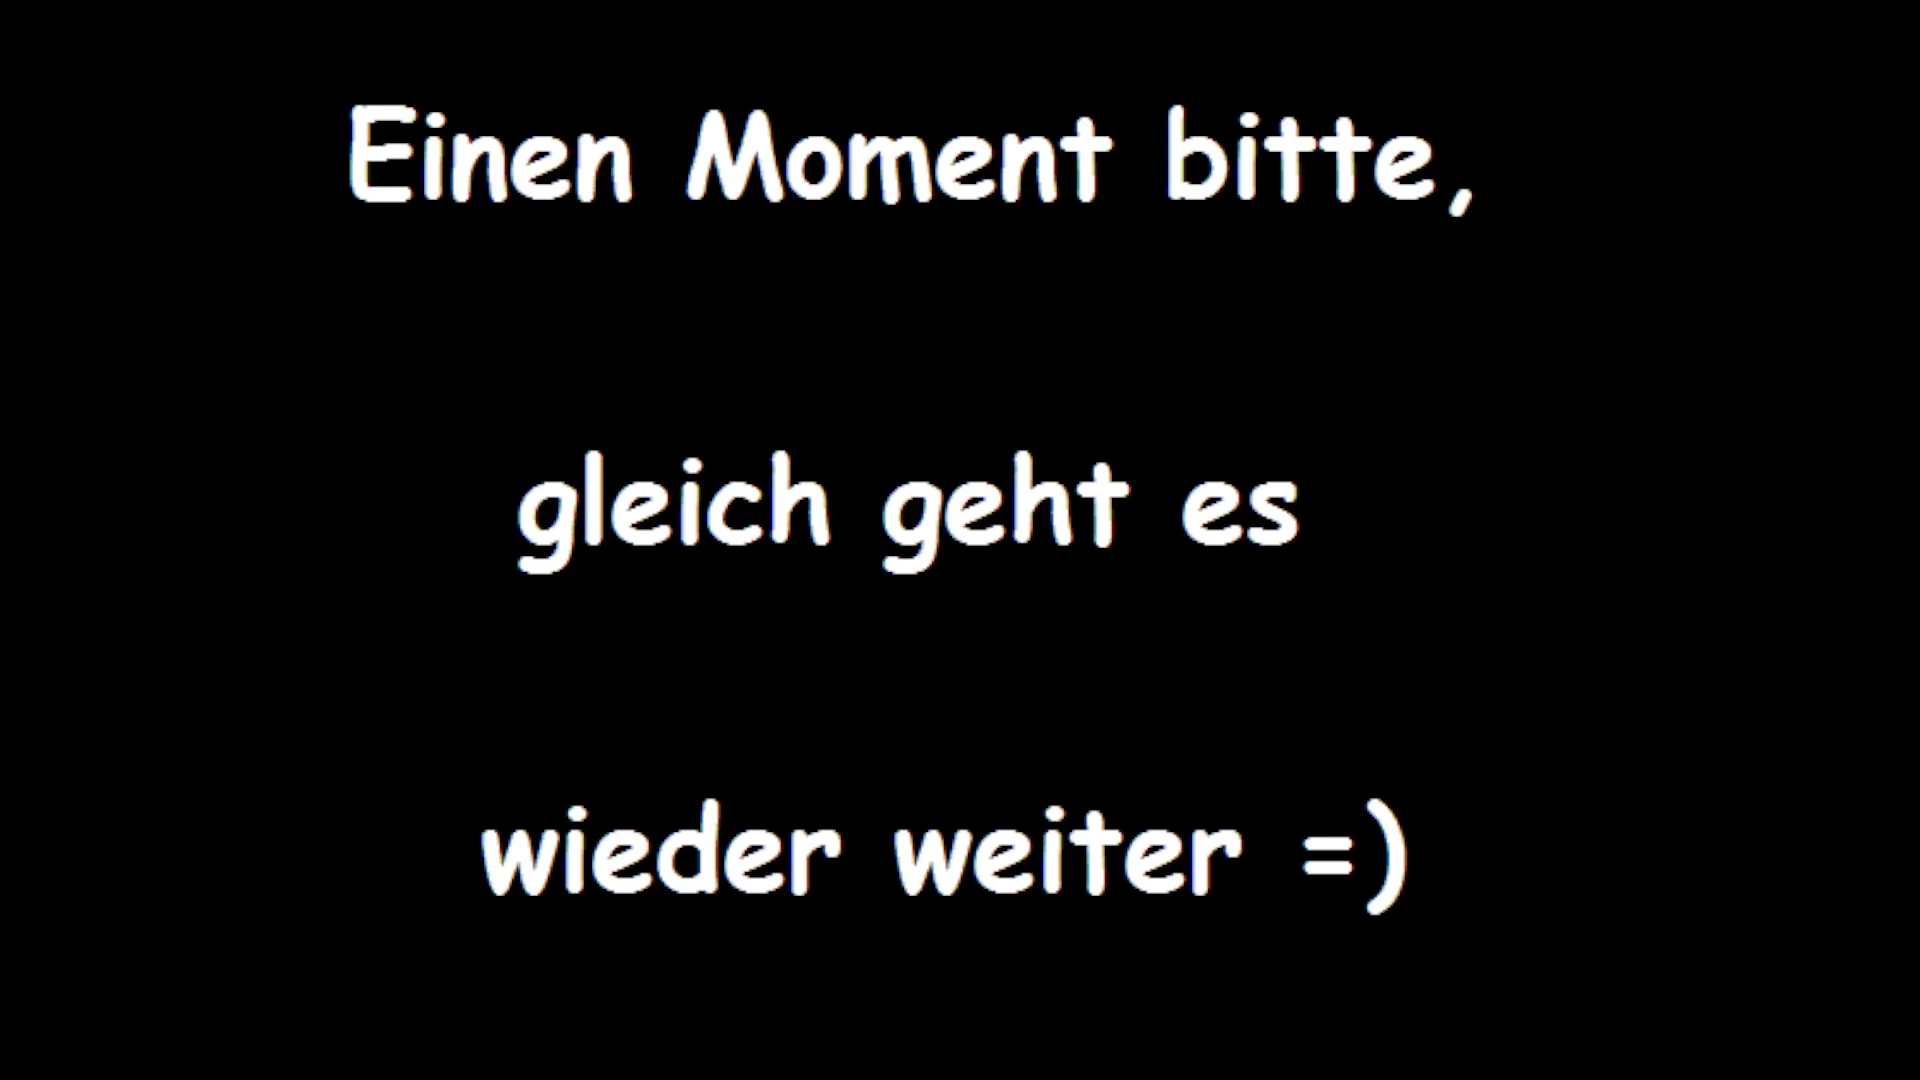 Einen Moment bitte,
gleich geht es
wieder weiter =)